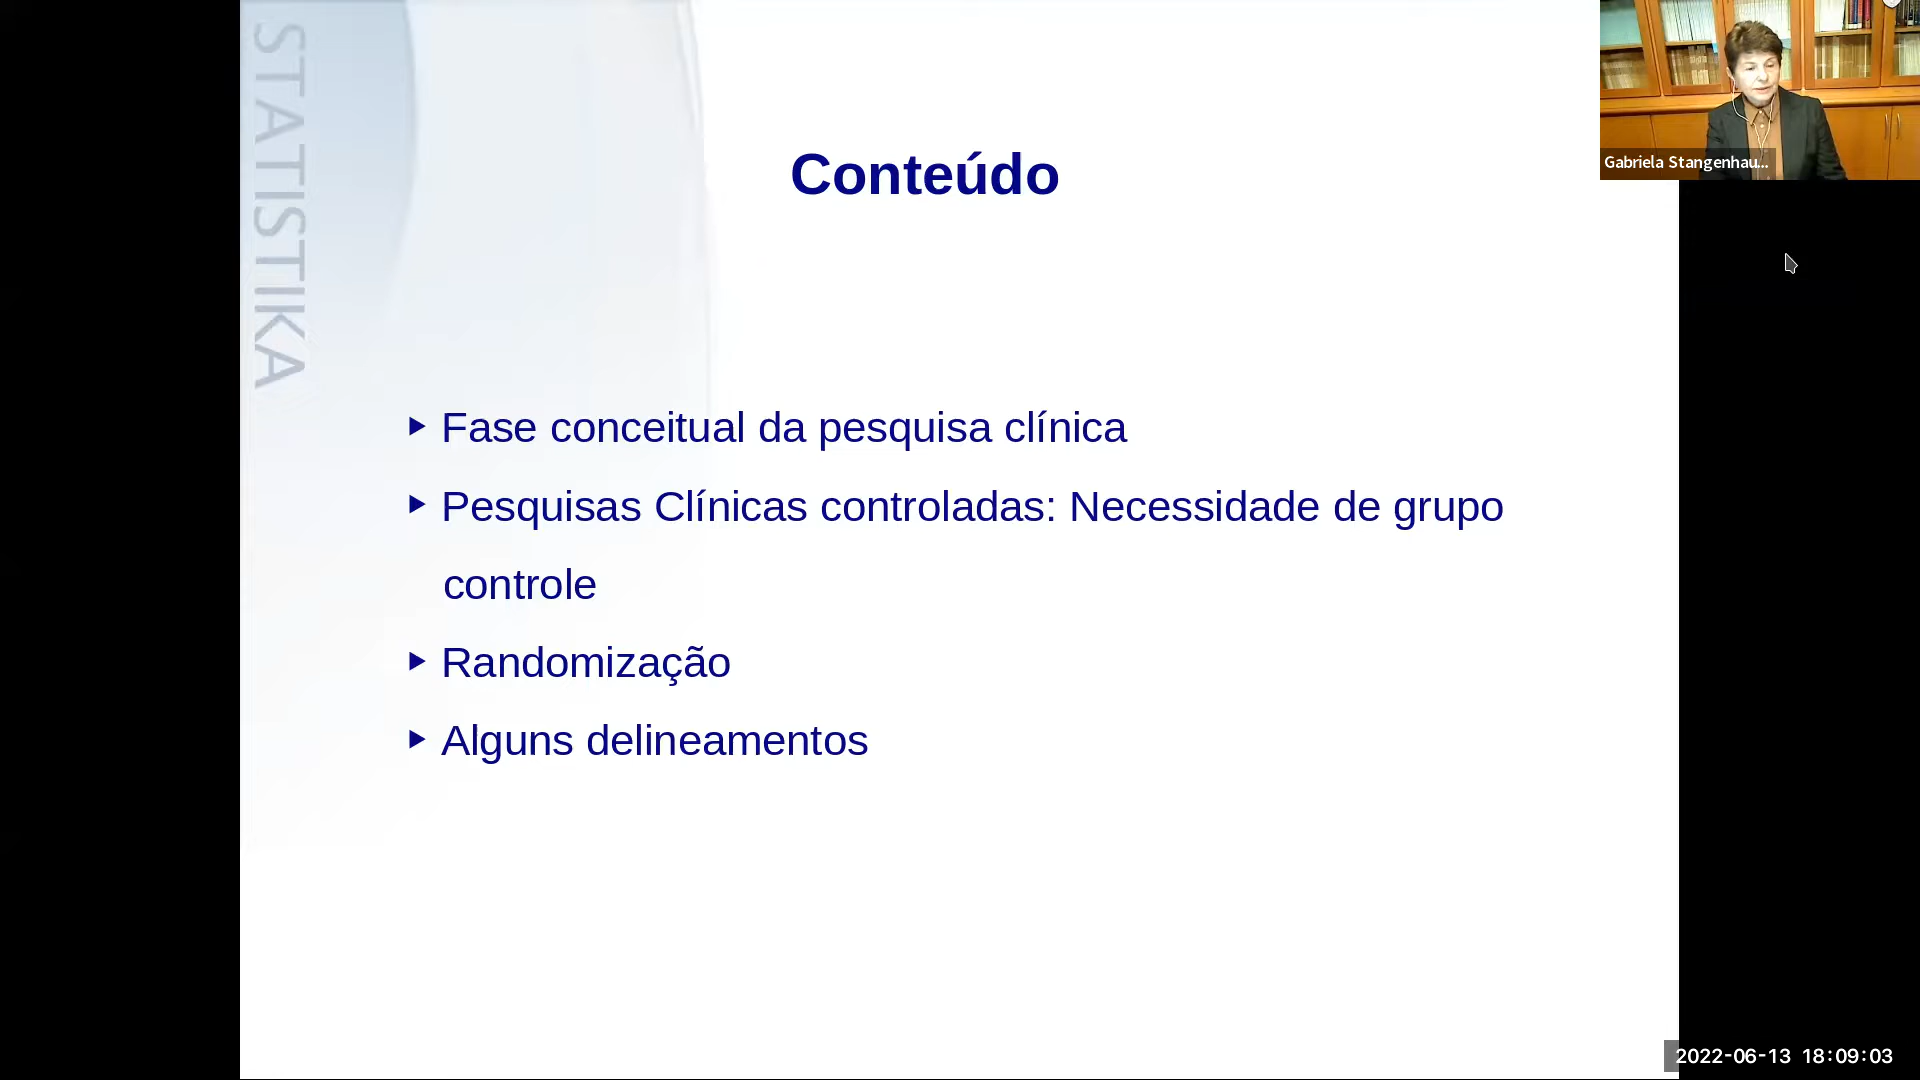 STATISTIKA
Conteúdo
Fase conceitual da pesquisa clínica
Pesquisas Clínicas controladas: Necessidade de grupo
controle
Randomização
Alguns delineamentos
Gabriela Stangenhau...
2022-06-13 18:09:03